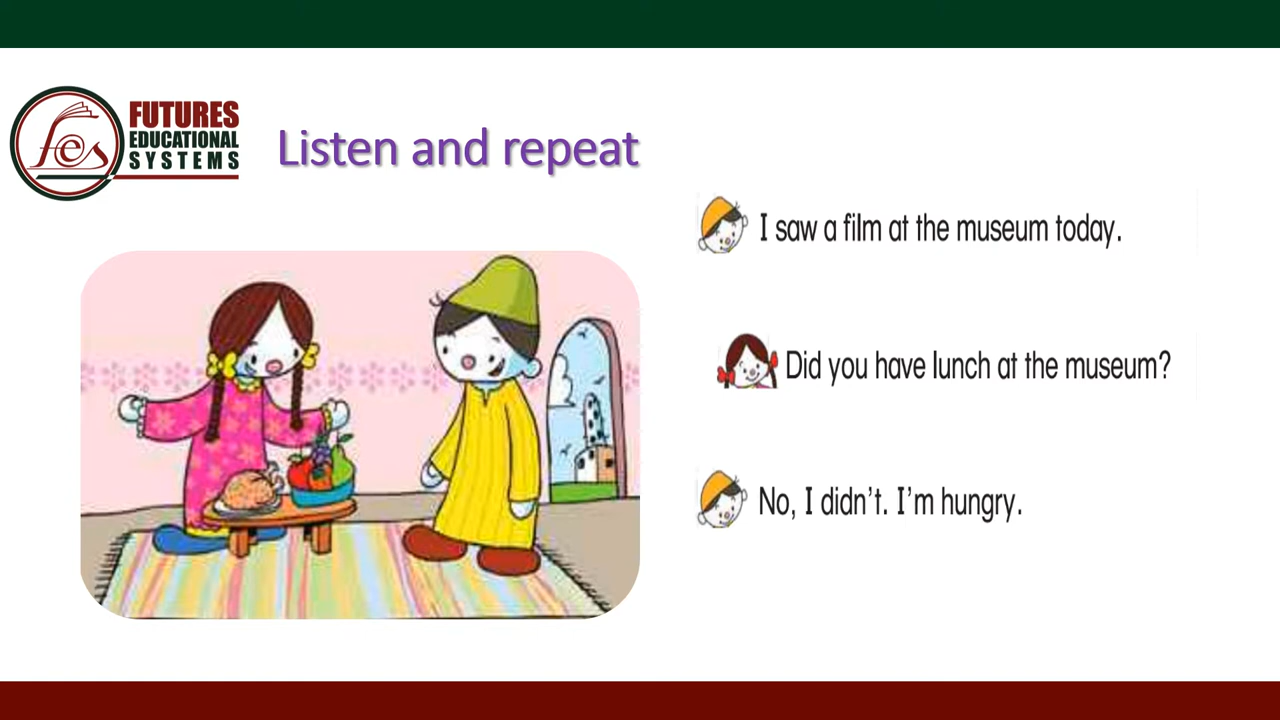 FUTURES
EDUCATIONAL
SYSTEMS
fes
Listen and repeat
I saw a film at the museum today.
Did you have lunch at the museum?
No, I didn't. I'm hungry.